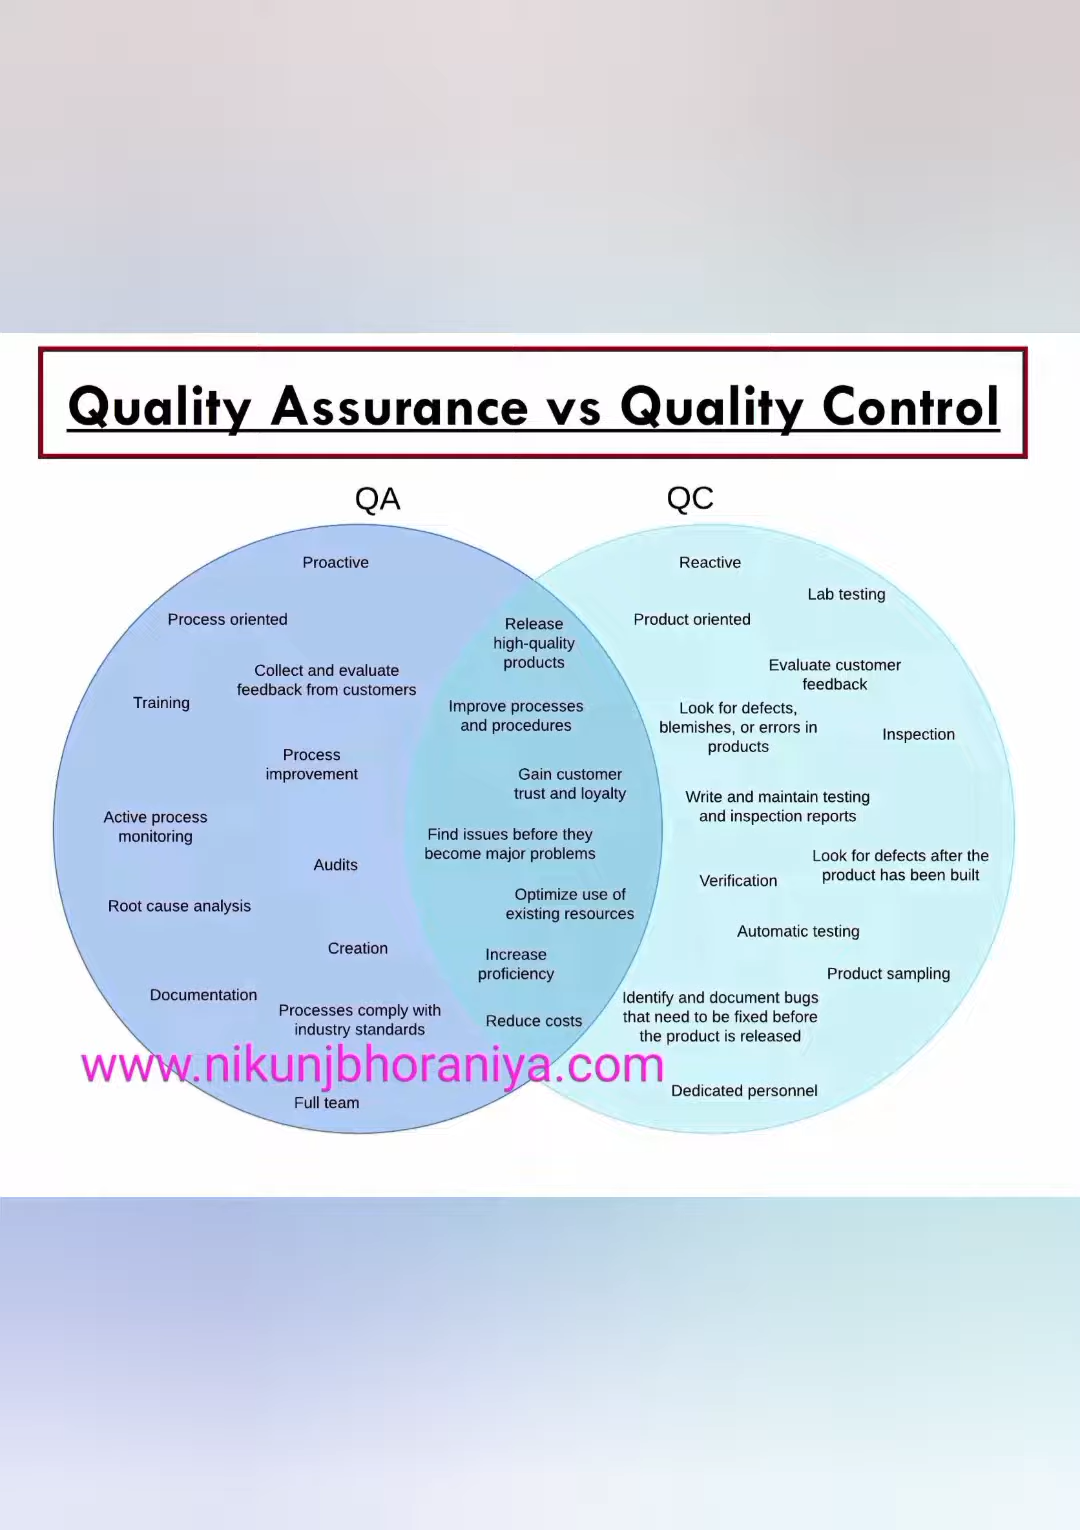 Quality Assurance vs Quality Control
QA
QC
Proactive
Process oriented
Collect and evaluate
feedback from customers
Training
Process
improvement
Active process
monitoring
Audits
Root cause analysis
Creation
Documentation
Processes comply with
industry standards
Full team
Release
high-quality
products
Improve processes
and procedures
Gain customer
trust and loyalty
Find issues before they
become major problems
Optimize use of
existing resources
Increase
proficiency
Reduce costs
Reactive
Lab testing
Product oriented
Evaluate customer
feedback
Look for defects,
blemishes, or errors in
products
Inspection
Write and maintain testing
and inspection reports
Look for defects after the
product has been built
Verification
Automatic testing
Product sampling
Identify and document bugs
that need to be fixed before
the product is released
Dedicated personnel
www.nikunjbhoraniya.com